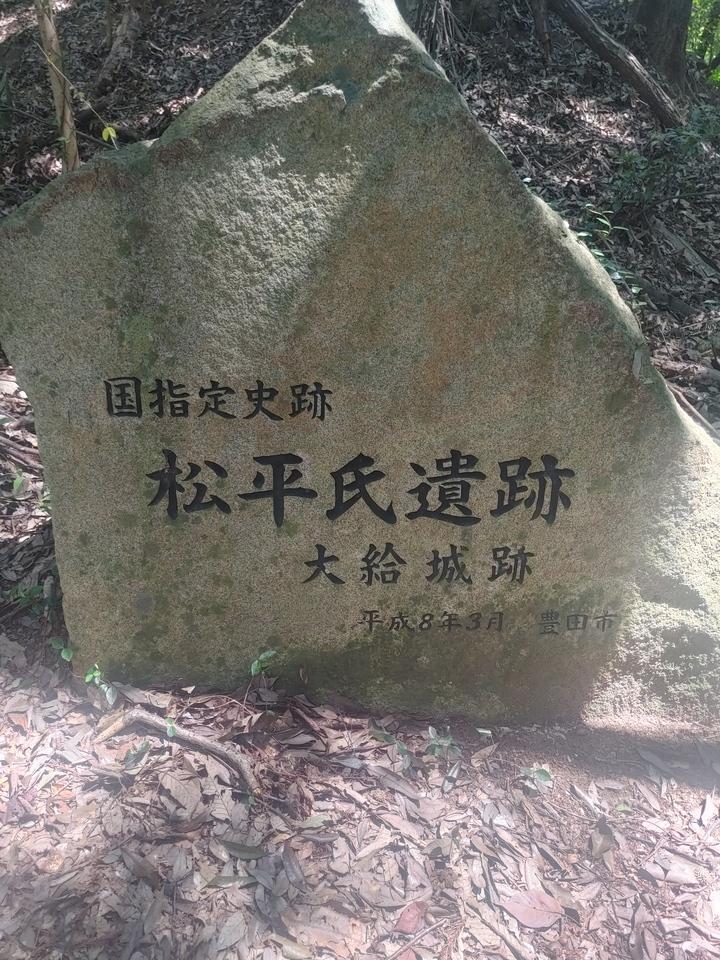 国指定史跡
松平氏遺跡
大給城跡
平成8年3月 豊田市